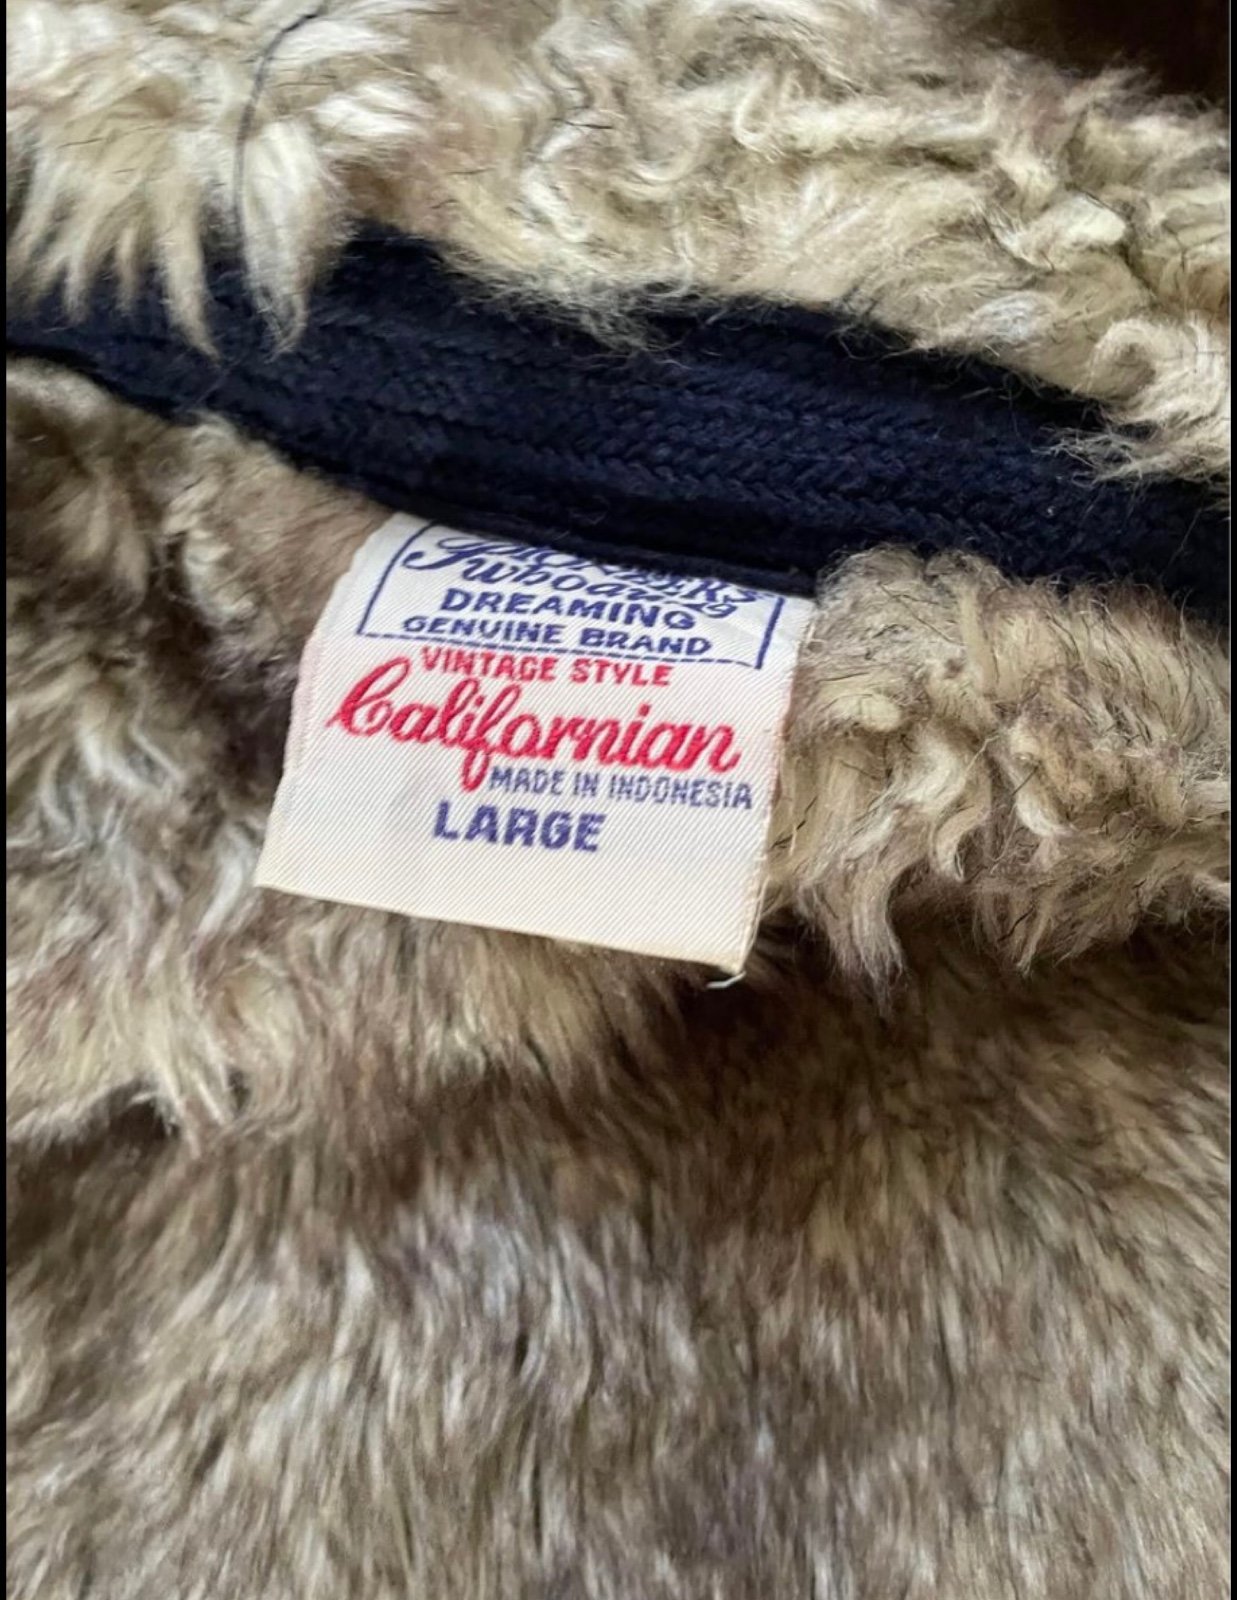 DREAMING
GENUINE BRAND
VINTAGE STYLE
Californian
MADE IN INDONESIA
LARGE